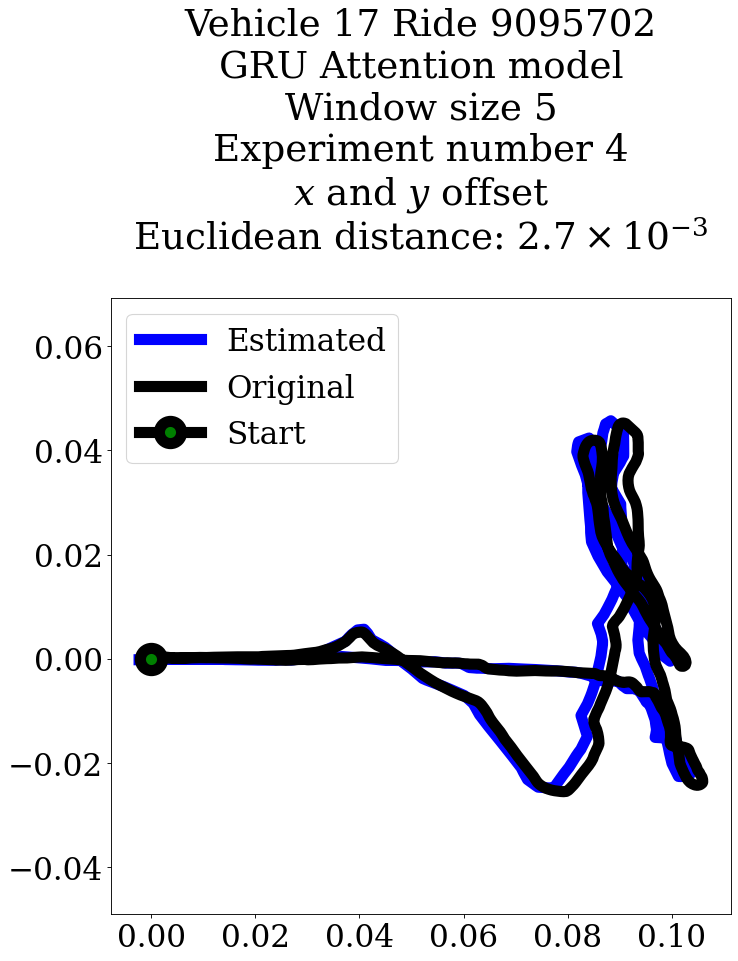 Vehicle 17 Ride 9095702
GRU Attention model
Window size 5
Experiment number 4
x and y offset
Euclidean distance: 2.7 × 10⁻³
Estimated
Original
Start
0.06
0.04
0.02
0.00
−0.02
−0.04
0.00 0.02 0.04 0.06 0.08 0.10